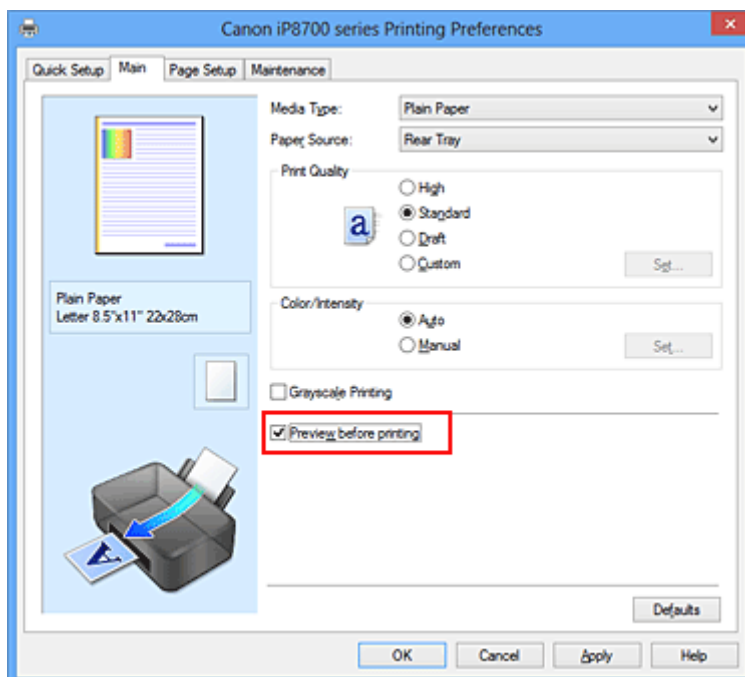 Canon iP8700 series Printing Preferences
Quick Setup Main Page Setup Maintenance
Media Type: Plain Paper
Paper Source: Rear Tray
Print Quality
High
a Standard
Draft
Custom Set...
Plain Paper
Letter 8.5"x11" 22x28cm
Color/Intensity
Auto
Manual Set...
Grayscale Printing
Preview before printing
A
Defaults
OK Cancel Apply Help